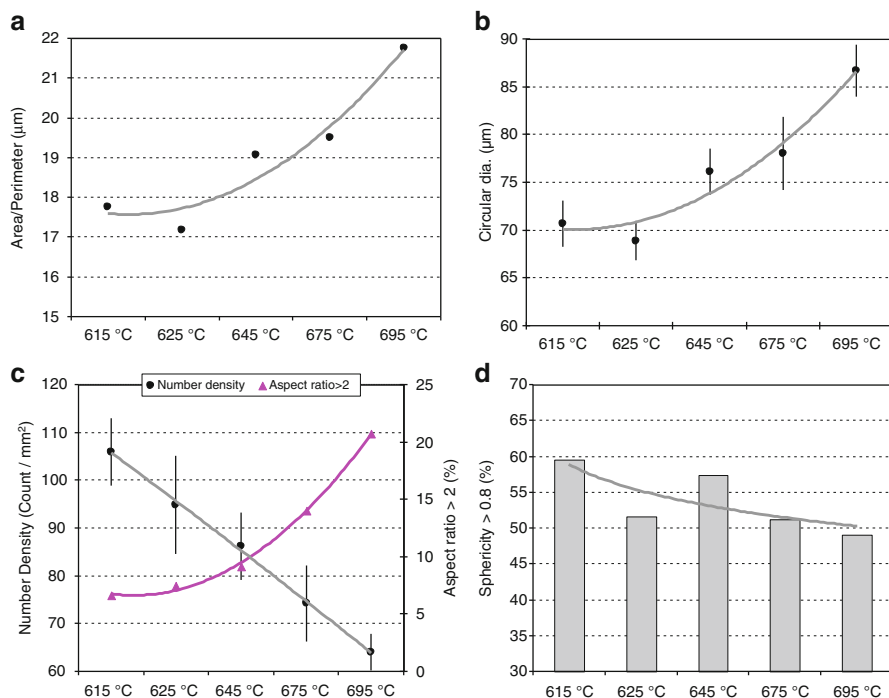 a
22
21
20
19
18
17
16
15
Area/Perimeter (µm)
615 °C 625 °C 645 °C 675 °C 695 °C
b
90
85
80
75
70
65
60
Circular dia. (µm)
615 °C 625 °C 645 °C 675 °C 695 °C
c
Number density Aspect ratio>2
120
110
100
90
80
70
60
Number Density (Count / mm²)
25
20
15
10
5
0
Aspect ratio > 2 (%)
615 °C 625 °C 645 °C 675 °C 695 °C
d
70
65
60
55
50
45
40
35
30
Sphericity > 0.8 (%)
615 °C 625 °C 645 °C 675 °C 695 °C